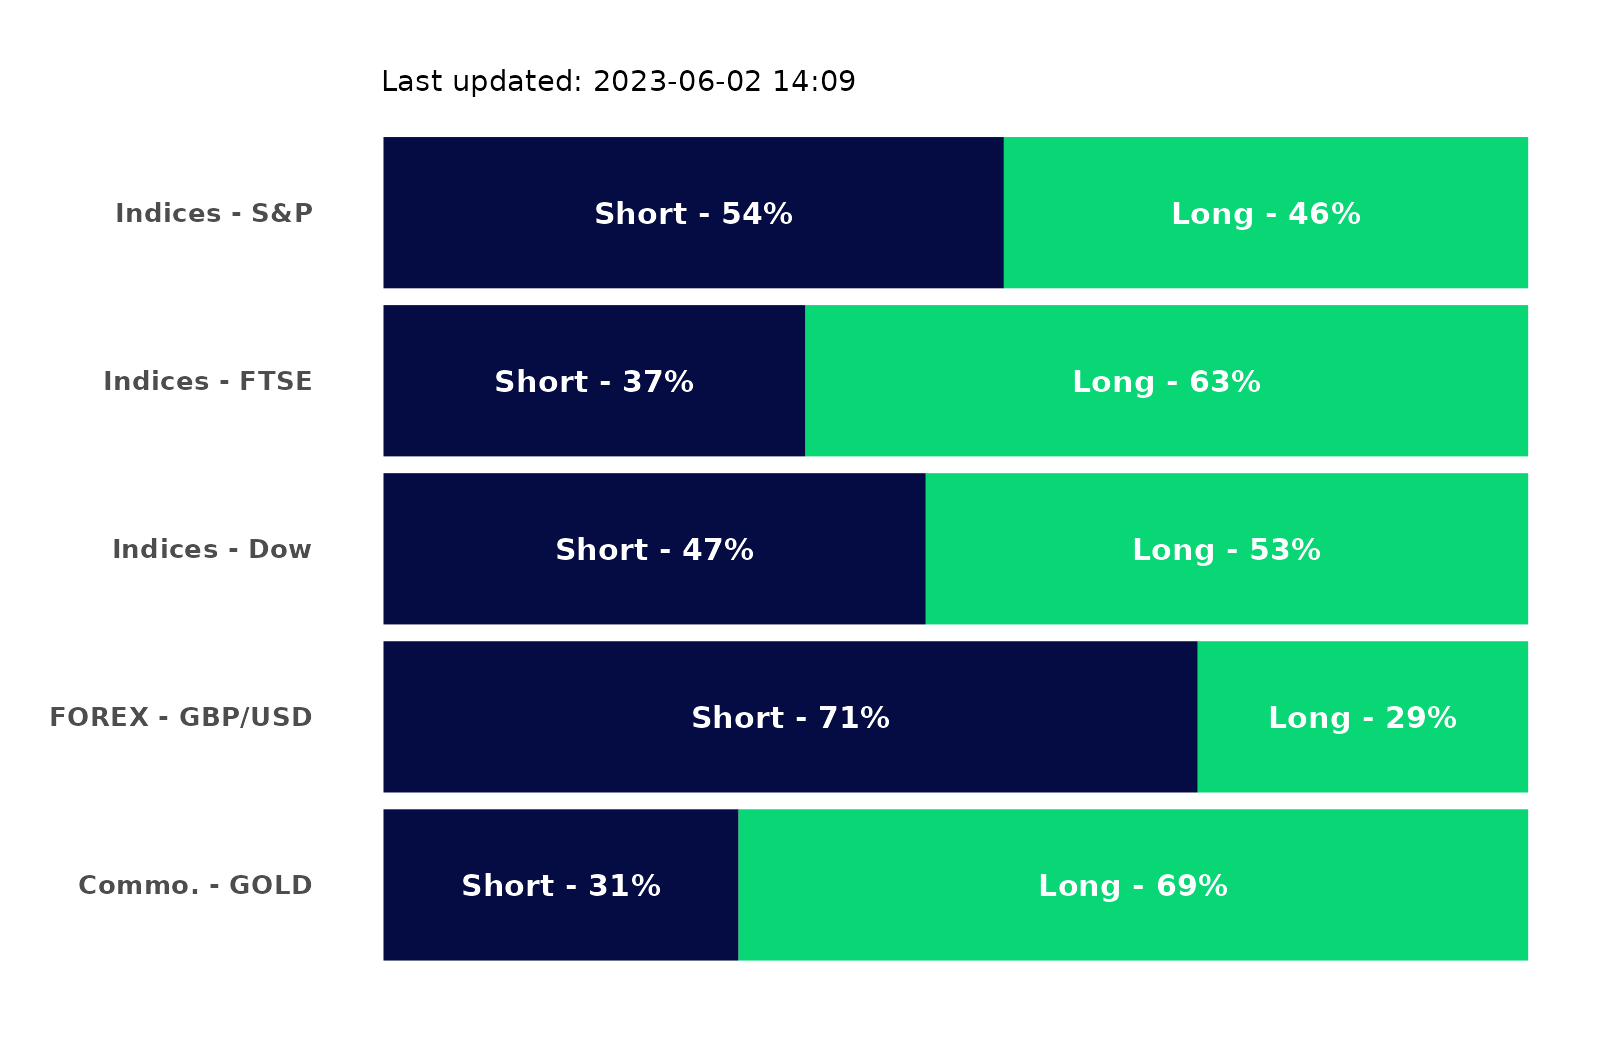 Last updated: 2023-06-02 14:09
Indices - S&P Short - 54% Long - 46%
Indices - FTSE Short - 37% Long - 63%
Indices - Dow Short - 47% Long - 53%
FOREX - GBP/USD Short - 71% Long - 29%
Commo. - GOLD Short - 31% Long - 69%